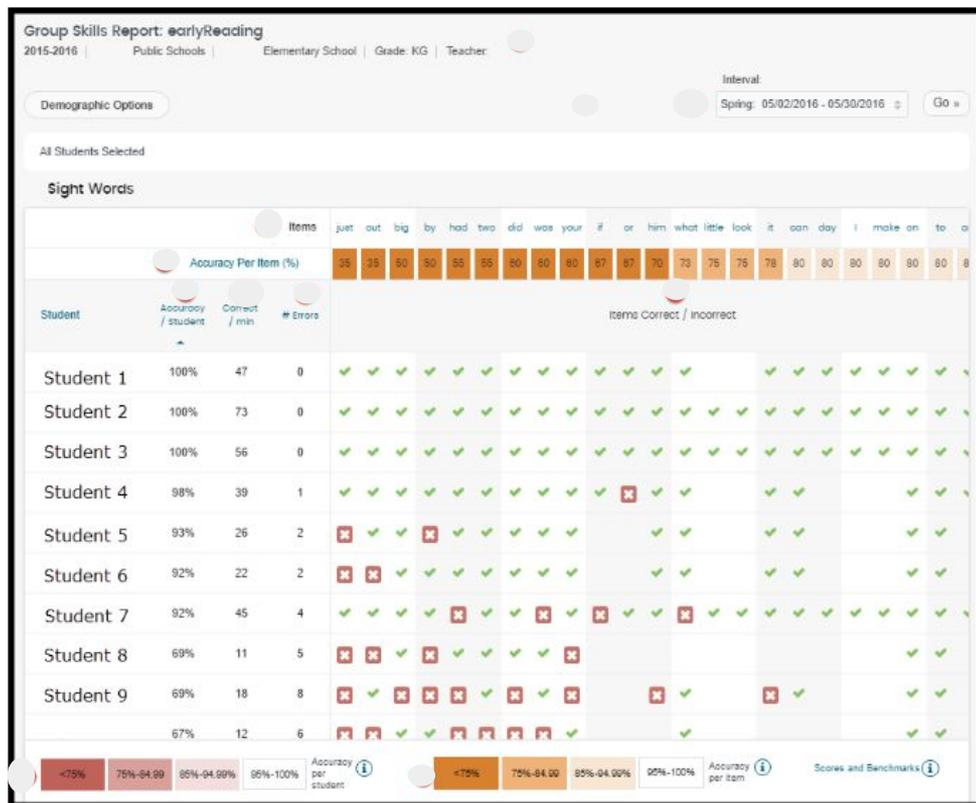 Group Skills Report: earlyReading
2015-2016 | Public Schools | Elementary School | Grade: KG | Teacher:
Interval:
Demographic Options
Spring: 05/02/2016 - 05/30/2016
Go »
All Students Selected
Sight Words
Items just out big by had two did was your if or him what little look it can day I make on to
Accuracy Per Item (%) 35 35 50 50 55 55 60 60 60 67 67 70 73 75 75 78 80 80 80 80 80 80 8
Student Accuracy / Student Correct / min # Errors Items Correct / Incorrect
Student 1 100% 47 0
Student 2 100% 73 0
Student 3 100% 56 0
Student 4 98% 39 1
Student 5 93% 26 2
Student 6 92% 22 2
Student 7 92% 45 4
Student 8 69% 11 5
Student 9 69% 18 8
67% 12 6
<75% 75%-84.99 85%-94.99% 95%-100% Accuracy per student
<75% 75%-84.99 85%-94.99% 95%-100% Accuracy per item
Scores and Benchmarks